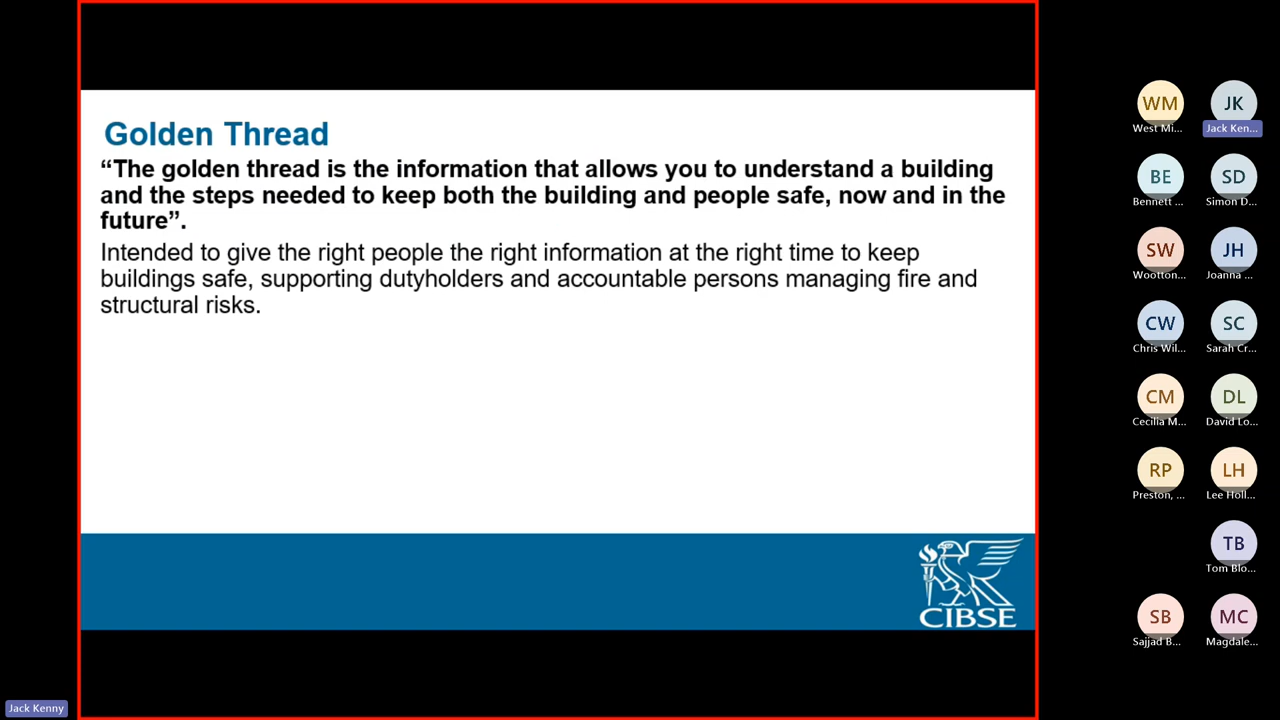 Golden Thread
“The golden thread is the information that allows you to understand a building
and the steps needed to keep both the building and people safe, now and in the
future”.
Intended to give the right people the right information at the right time to keep
buildings safe, supporting dutyholders and accountable persons managing fire and
structural risks.
CIBSE
WM JK
West Mi... Jack Ken...
BE SD
Bennett ... Simon D...
SW JH
Wootton... Joanna ...
CW SC
Chris Wil... Sarah Cr...
CM DL
Cecilia M... David Lo...
RP LH
Preston, ... Lee Holl...
TB
Tom Blo...
SB MC
Sajjad B... Magdale...
Jack Kenny